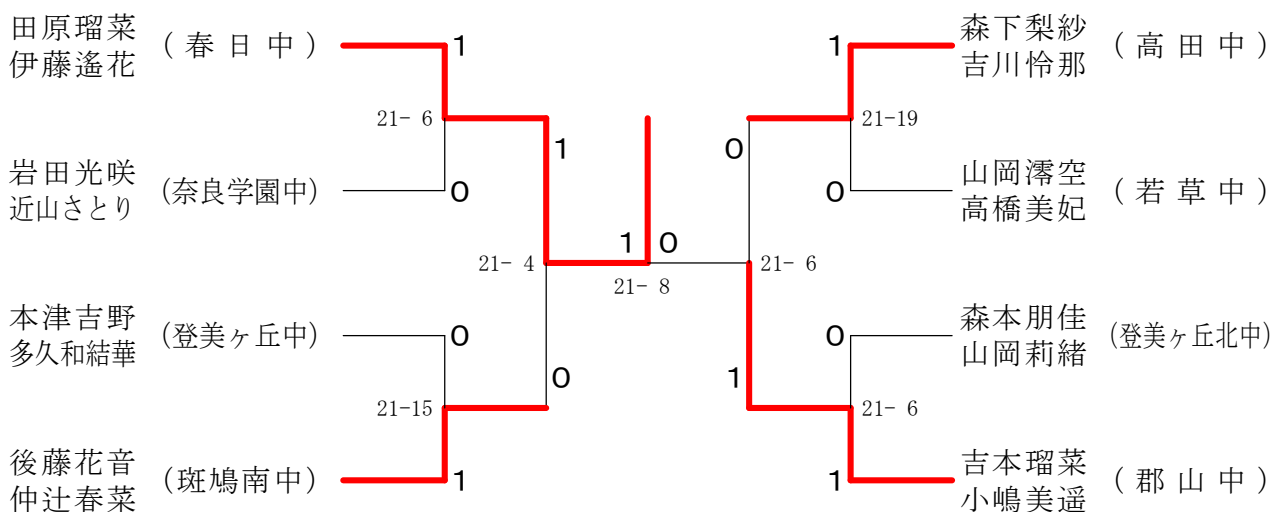 田原瑠菜
伊藤遙花
( 春 日 中 )
1
21- 6
岩田光咲
近山さとり
(奈良学園中)
0
1
21- 4
本津吉野
多久和結華
(登美ヶ丘中)
0
21-15
0
後藤花音
仲辻春菜
(斑鳩南中)
1
1 0
21- 8
森下梨紗
吉川怜那
( 高 田 中 )
1
21-19
0
山岡澪空
高橋美妃
( 若 草 中 )
0
21- 6
森本朋佳
山岡莉緒
(登美ヶ丘北中)
0
1
21- 6
吉本瑠菜
小嶋美遥
( 郡 山 中 )
1